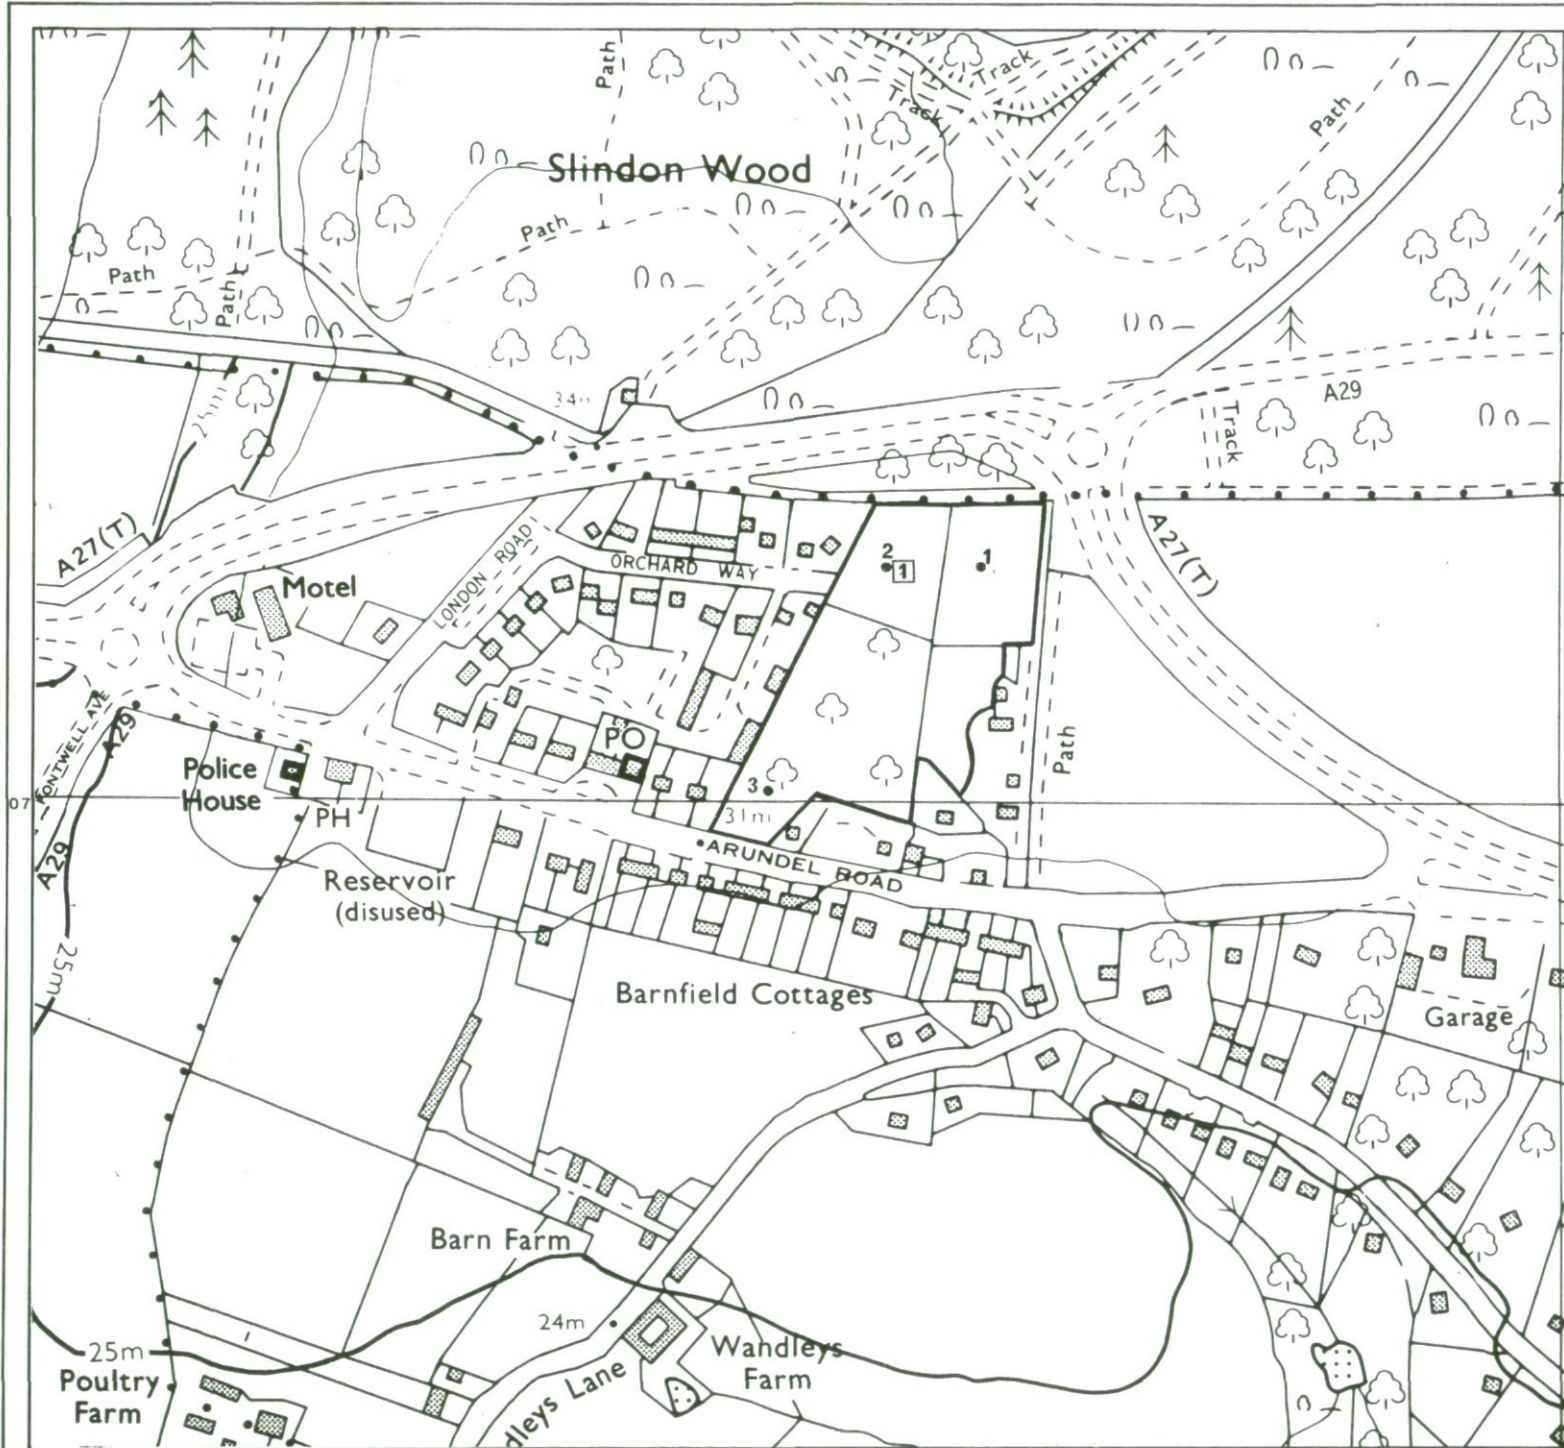 Path
Track
Track
Path
Slindon Wood
Path
Path
Path
34m
A29
Track
25m
A27(T)
A27(T)
LONDON ROAD
ORCHARD WAY
2
1
1
Motel
PO
Path
FONTWELL AVE
A29
Police
House
07
3
31m
PH
ARUNDEL ROAD
A29
Reservoir
(disused)
25m
Barnfield Cottages
Garage
Barn Farm
24m
Wandleys
Farm
25m
Poultry
Farm
dleys Lane